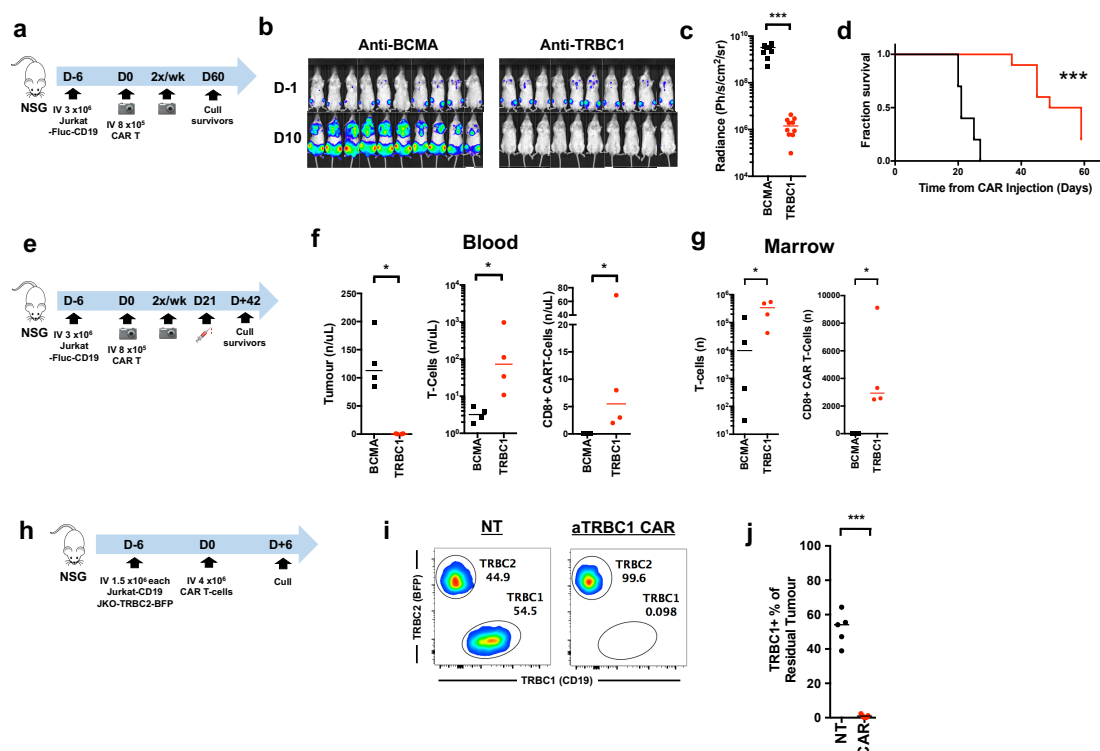 a
D-6
D0
2x/wk
D60
NSG
IV 3 x10⁶
Jurkat
-Fluc-CD19
IV 8 x10⁵
CAR T
Cull
survivors
b
Anti-BCMA
Anti-TRBC1
D-1
D10
c
***
Radiance (Ph/s/cm²/sr)
10¹⁰
10⁸
10⁶
10⁴
BCMA
TRBC1
d
Fraction survival
1.0
0.5
0.0
***
0
20
40
60
Time from CAR Injection (Days)
e
D-6
D0
2x/wk
D21
D+42
NSG
IV 3 x10⁶
Jurkat
-Fluc-CD19
IV 8 x10⁵
CAR T
Cull
survivors
f
Blood
*
Tumour (n/uL)
250
200
150
100
50
0
BCMA
TRBC1
*
T-Cells (n/uL)
10⁴
10³
10²
10¹
10⁰
BCMA
TRBC1
*
CD8+ CART-Cells (n/uL)
80
60
40
20
15
10
5
0
BCMA
TRBC1
g
Marrow
*
T-cells (n)
10⁶
10⁵
10⁴
10³
10²
10¹
BCMA
TRBC1
*
CD8+ CAR T-Cells (n)
10000
8000
6000
4000
2000
0
BCMA
TRBC1
h
D-6
D0
D+6
NSG
IV 1.5 x10⁶ each
Jurkat-CD19
JKO-TRBC2-BFP
IV 4 x10⁶
CAR T-cells
Cull
i
NT
aTRBC1 CAR
TRBC2 (BFP)
TRBC2
44.9
TRBC1
54.5
TRBC2
99.6
TRBC1
0.098
TRBC1 (CD19)
j
***
TRBC1+ % of
Residual Tumour
100
80
60
40
20
0
NT
CAR